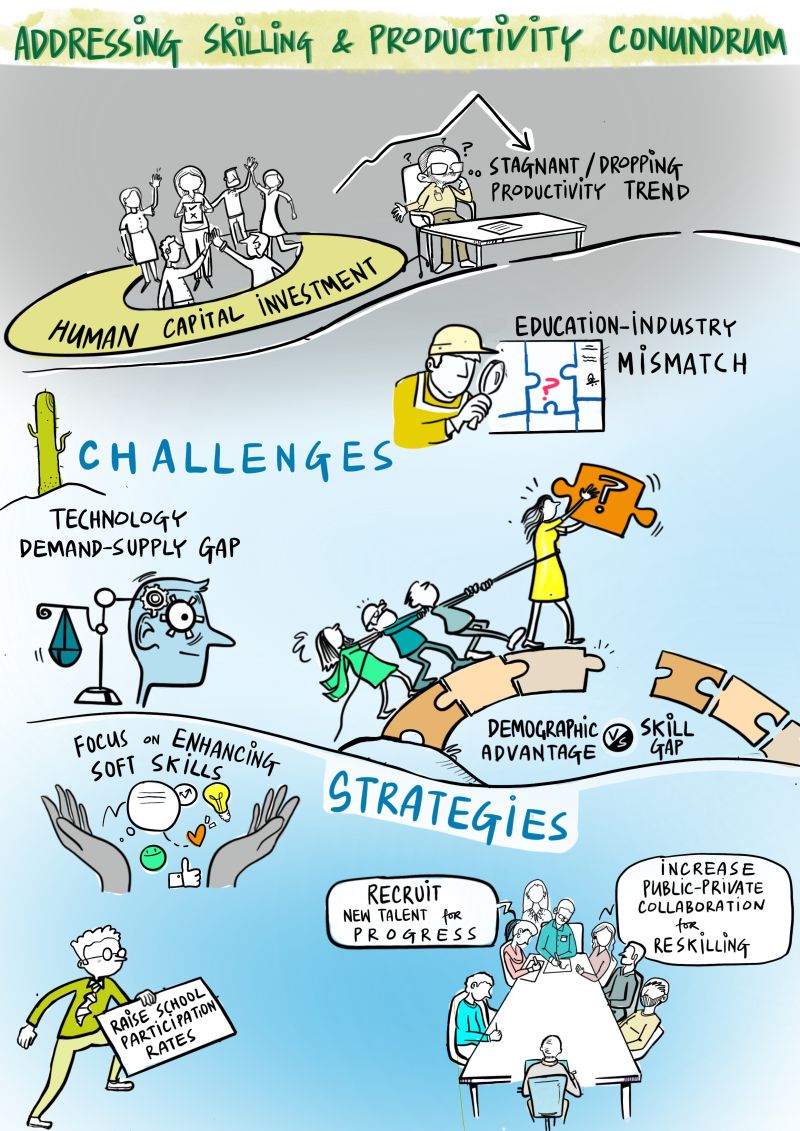 ADDRESSING SKILLING & PRODUCTIVITY CONUNDRUM
? ? ?
STAGNANT/DROPPING
PRODUCTIVITY TREND
HUMAN CAPITAL INVESTMENT
EDUCATION-INDUSTRY
MISMATCH
?
CHALLENGES
TECHNOLOGY
DEMAND-SUPPLY GAP
?
DEMOGRAPHIC
ADVANTAGE
VS
SKILL
GAP
FOCUS ON ENHANCING
SOFT SKILLS
STRATEGIES
RECRUIT
NEW TALENT for
PROGRESS
INCREASE
PUBLIC-PRIVATE
COLLABORATION
for
RESKILLING
RAISE SCHOOL
PARTICIPATION
RATES